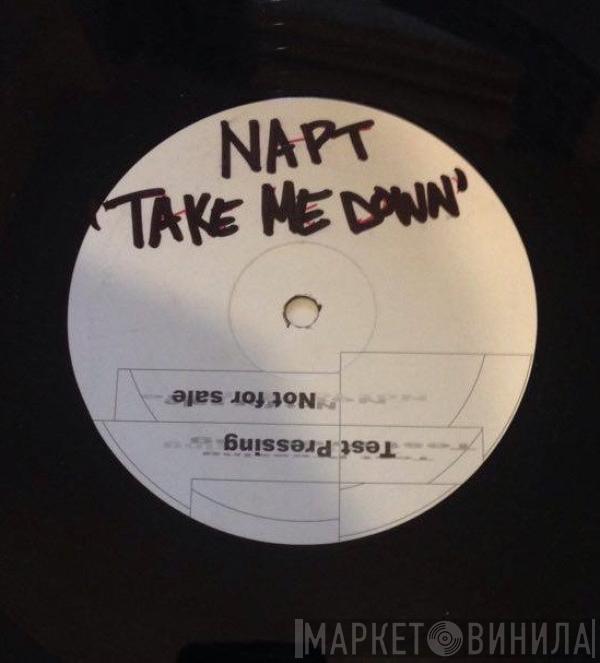 NAPT
'TAKE ME DOWN'
Not for sale
Test Pressing
МАРКЕТ ВИНИЛА